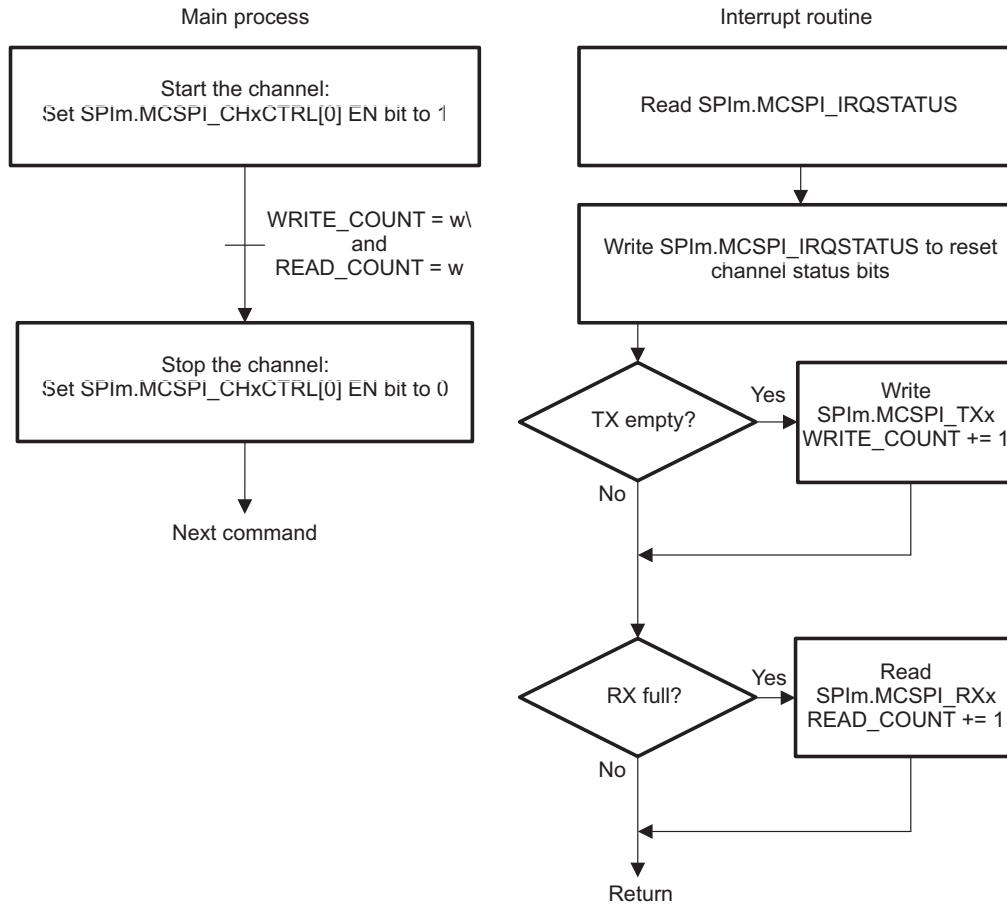 Main process
Start the channel:
Set SPIm.MCSPI_CHxCTRL[0] EN bit to 1
WRITE_COUNT = w\
and
READ_COUNT = w
Stop the channel:
Set SPIm.MCSPI_CHxCTRL[0] EN bit to 0
Next command
Interrupt routine
Read SPIm.MCSPI_IRQSTATUS
Write SPIm.MCSPI_IRQSTATUS to reset
channel status bits
TX empty?
Yes
Write
SPIm.MCSPI_TXx
WRITE_COUNT += 1
No
RX full?
Yes
Read
SPIm.MCSPI_RXx
READ_COUNT += 1
No
Return